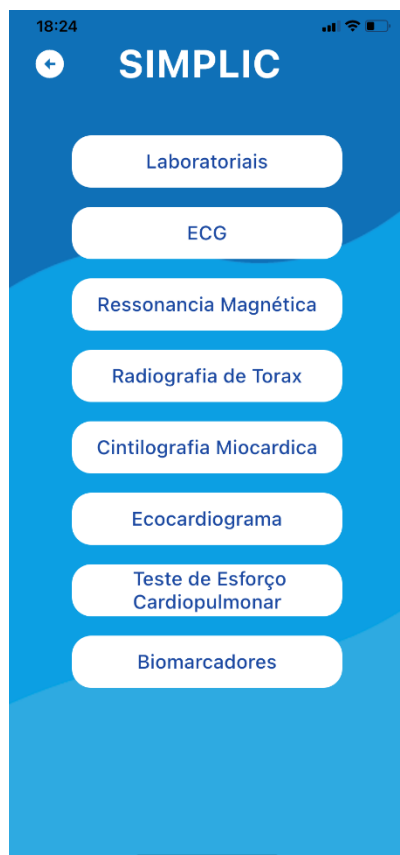 18:24
SIMPLIC
Laboratoriais
ECG
Ressonancia Magnética
Radiografia de Torax
Cintilografia Miocardica
Ecocardiograma
Teste de Esforço
Cardiopulmonar
Biomarcadores